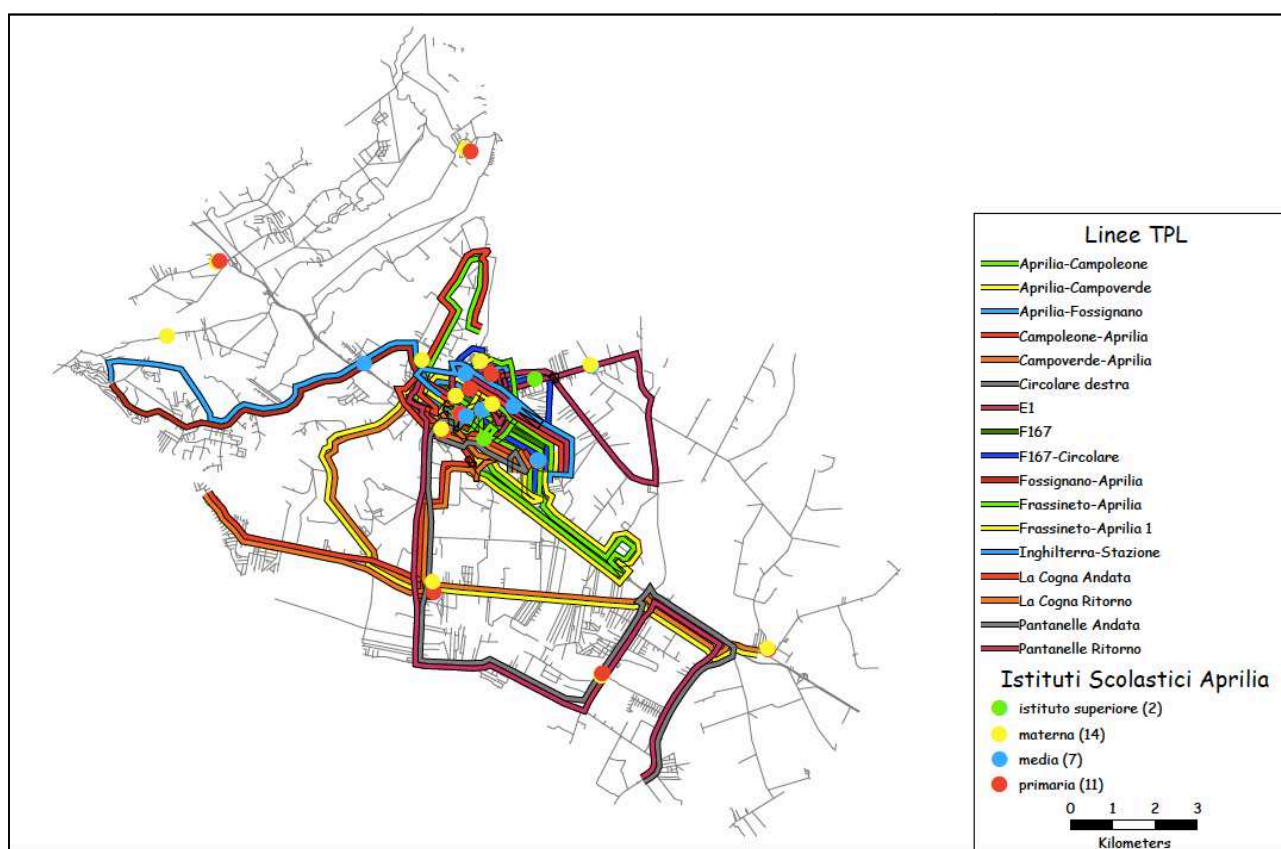 Linee TPL
Aprilia-Campoleone
Aprilia-Campoverde
Aprilia-Fossignano
Campoleone-Aprilia
Campoverde-Aprilia
Circolare destra
E1
F167
F167-Circolare
Fossignano-Aprilia
Frassineto-Aprilia
Frassineto-Aprilia 1
Inghilterra-Stazione
La Cogna Andata
La Cogna Ritorno
Pantanelle Andata
Pantanelle Ritorno
Istituti Scolastici Aprilia
istituto superiore (2)
materna (14)
media (7)
primaria (11)
0 1 2 3
Kilometers